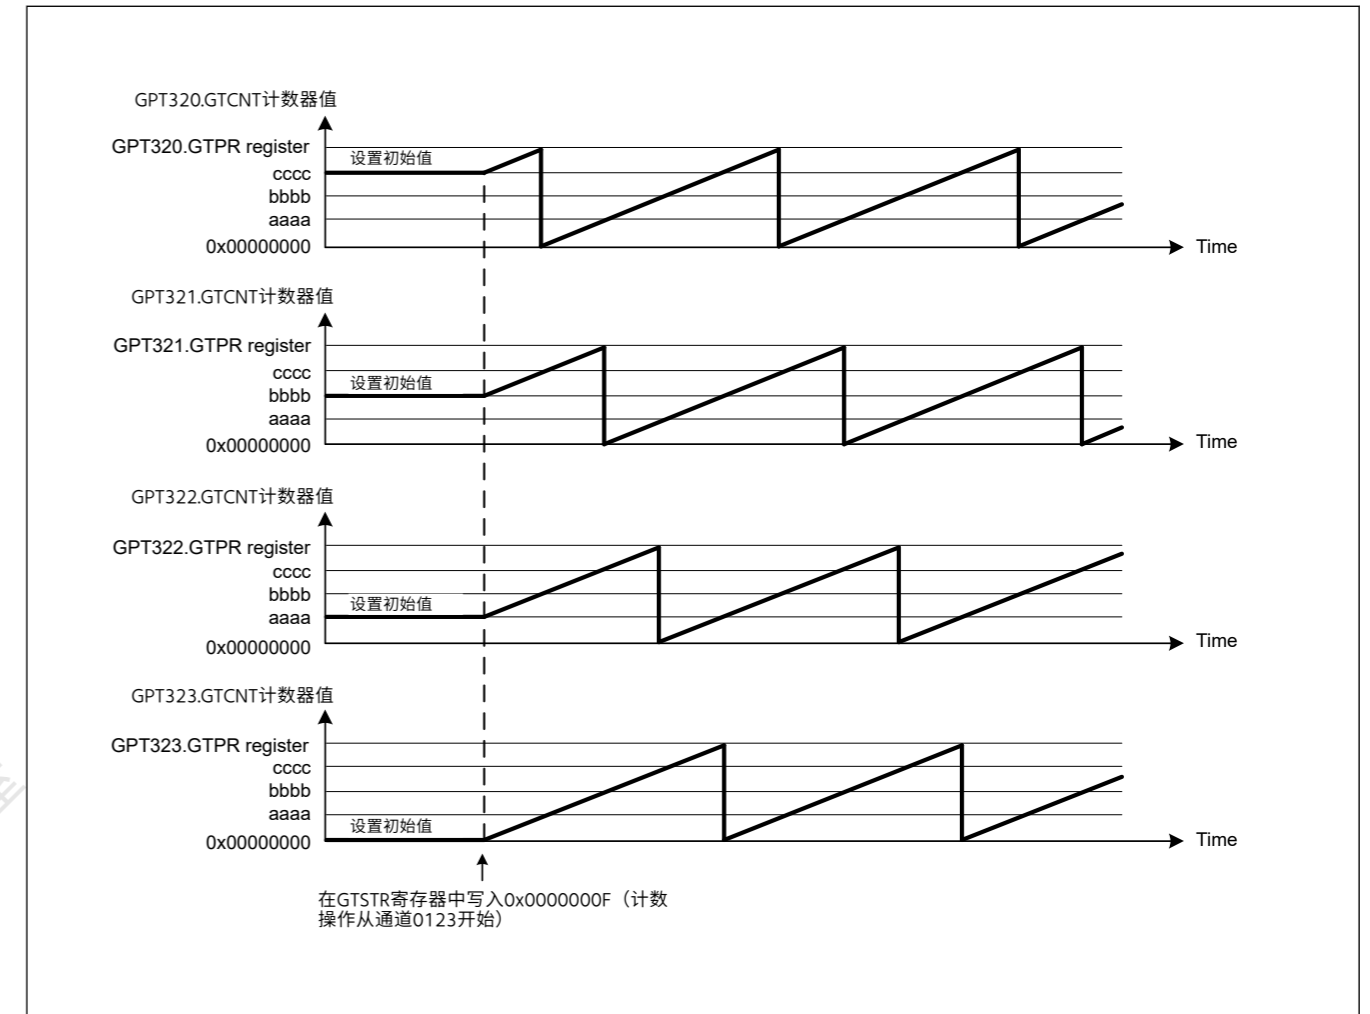 GPT320.GTCNT计数器值
GPT320.GTPR register
设置初始值
cccc
bbbb
aaaa
0x00000000
Time
GPT321.GTCNT计数器值
GPT321.GTPR register
cccc
设置初始值
bbbb
aaaa
0x00000000
Time
GPT322.GTCNT计数器值
GPT322.GTPR register
cccc
bbbb
设置初始值
aaaa
0x00000000
Time
GPT323.GTCNT计数器值
GPT323.GTPR register
cccc
bbbb
aaaa
设置初始值
0x00000000
Time
在GTSTR寄存器中写入0x0000000F（计数
操作从通道0123开始）